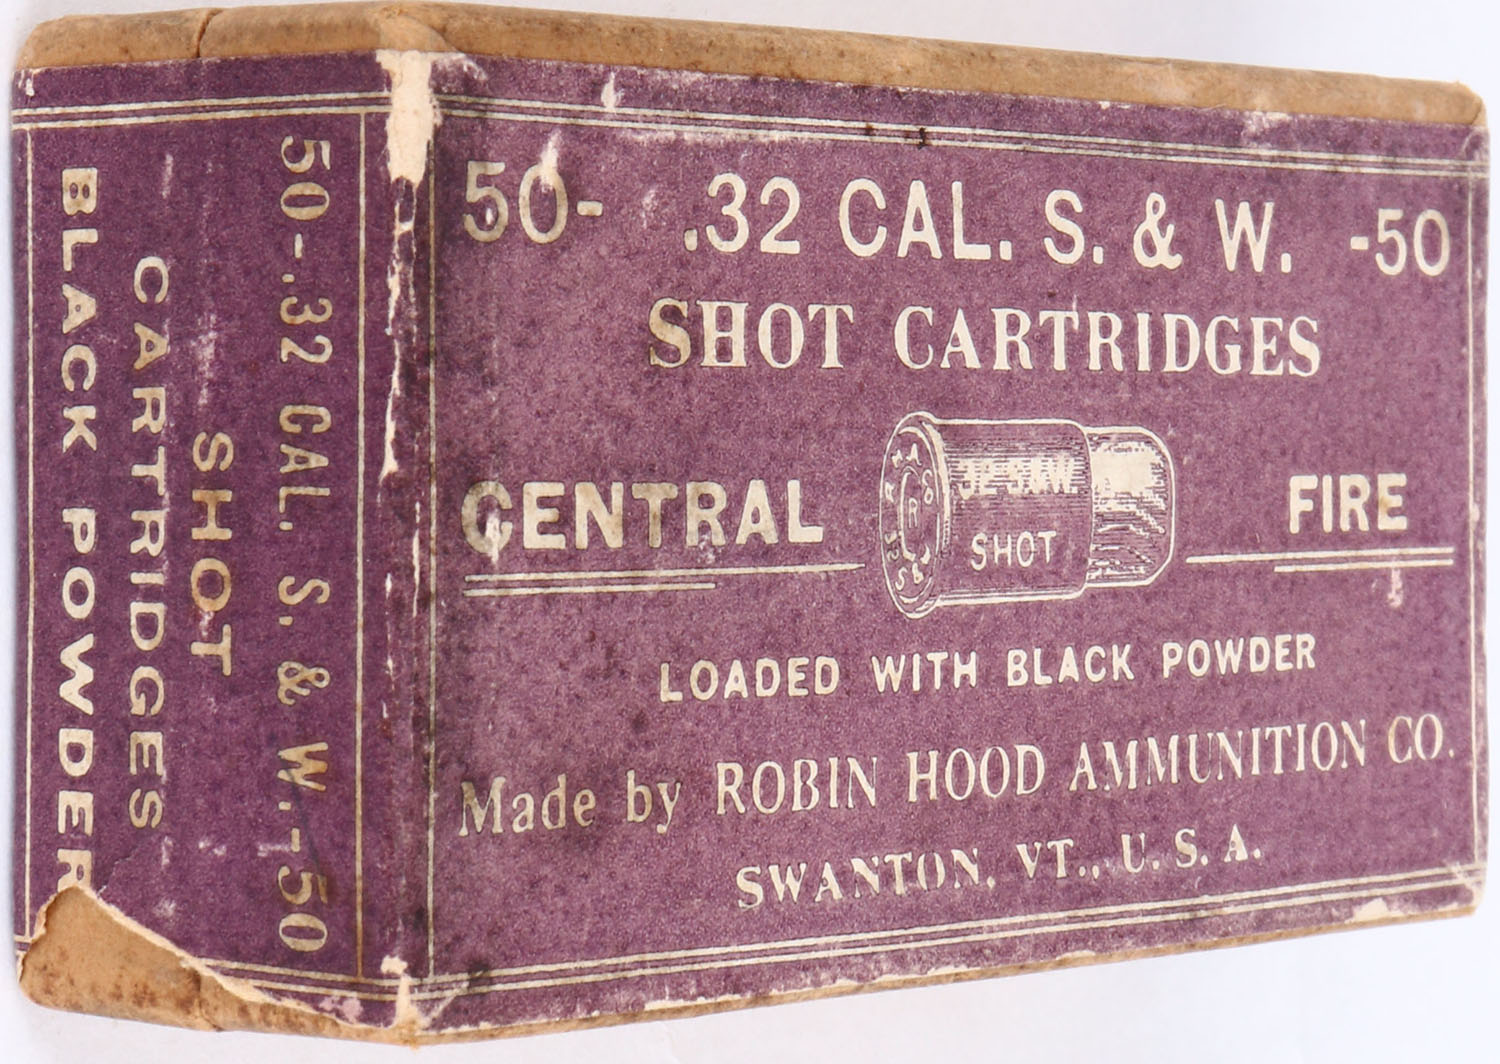 50- .32 CAL. S. & W. -50
SHOT CARTRIDGES
CENTRAL FIRE
32 S.&W.
SHOT
LOADED WITH BLACK POWDER
Made by ROBIN HOOD AMMUNITION CO.
SWANTON, VT., U. S. A.
50-.32 CAL. S. & W.-50
SHOT
CARTRIDGES
BLACK POWDER